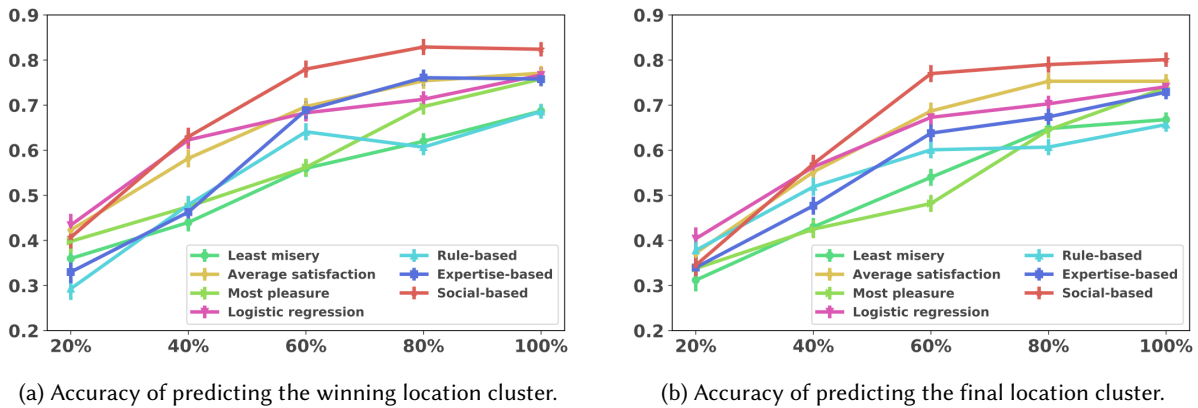 0.9
0.8
0.7
0.6
0.5
0.4
0.3
0.2
20% 40% 60% 80% 100%
Least misery
Average satisfaction
Most pleasure
Logistic regression
Rule-based
Expertise-based
Social-based
(a) Accuracy of predicting the winning location cluster.
0.9
0.8
0.7
0.6
0.5
0.4
0.3
0.2
20% 40% 60% 80% 100%
Least misery
Average satisfaction
Most pleasure
Logistic regression
Rule-based
Expertise-based
Social-based
(b) Accuracy of predicting the final location cluster.